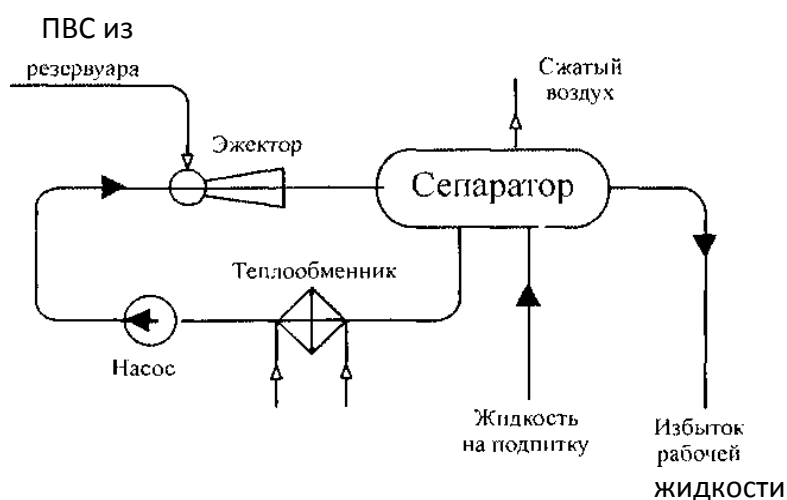 ПВС из
резервуара
Сжатый
воздух
Эжектор
Сепаратор
Теплообменник
Насос
Жидкость
на подпитку
Избыток
рабочей
жидкости